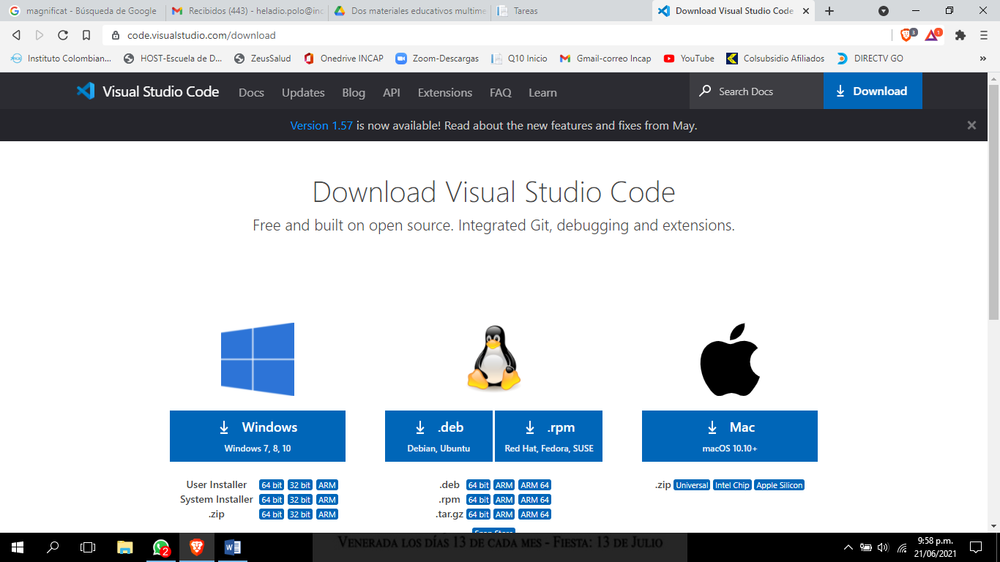 magnificat - Búsqueda de Google
Recibidos (443) - heladio.polo@inc
Dos materiales educativos multime
Tareas
Download Visual Studio Code
code.visualstudio.com/download
3
1
Instituto Colombian...
HOST-Escuela de D...
ZeusSalud
Onedrive INCAP
Zoom-Descargas
Q10 Inicio
Gmail-correo Incap
YouTube
Colsubsidio Afiliados
DIRECTV GO
»
Visual Studio Code
Docs
Updates
Blog
API
Extensions
FAQ
Learn
Search Docs
Download
Version 1.57 is now available! Read about the new features and fixes from May.
Download Visual Studio Code
Free and built on open source. Integrated Git, debugging and extensions.
Windows
Windows 7, 8, 10
.deb
Debian, Ubuntu
.rpm
Red Hat, Fedora, SUSE
Mac
macOS 10.10+
User Installer 64 bit 32 bit ARM
System Installer 64 bit 32 bit ARM
.zip 64 bit 32 bit ARM
.deb 64 bit ARM ARM 64
.rpm 64 bit ARM ARM 64
.tar.gz 64 bit ARM ARM 64
.zip Universal Intel Chip Apple Silicon
2
Venerada los días 13 de cada mes - Fiesta: 13 de Julio
9:58 p.m.
21/06/2021